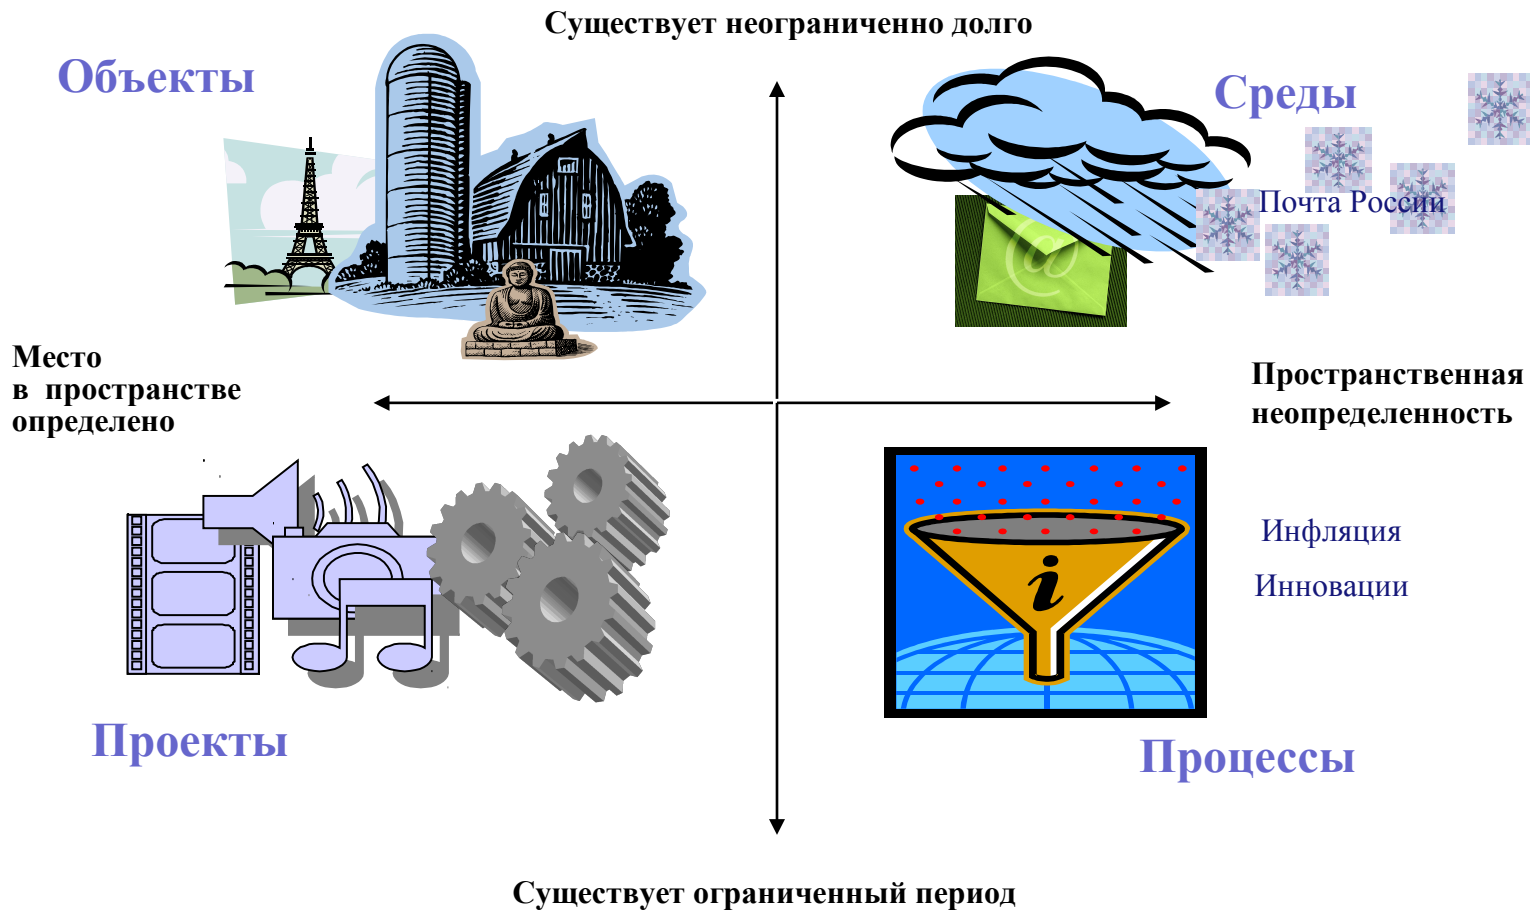 Существует неограниченно долго
Объекты
Среды
Почта России
@
Место
в пространстве
определено
Пространственная
неопределенность
i
Инфляция
Инновации
Проекты
Процессы
Существует ограниченный период